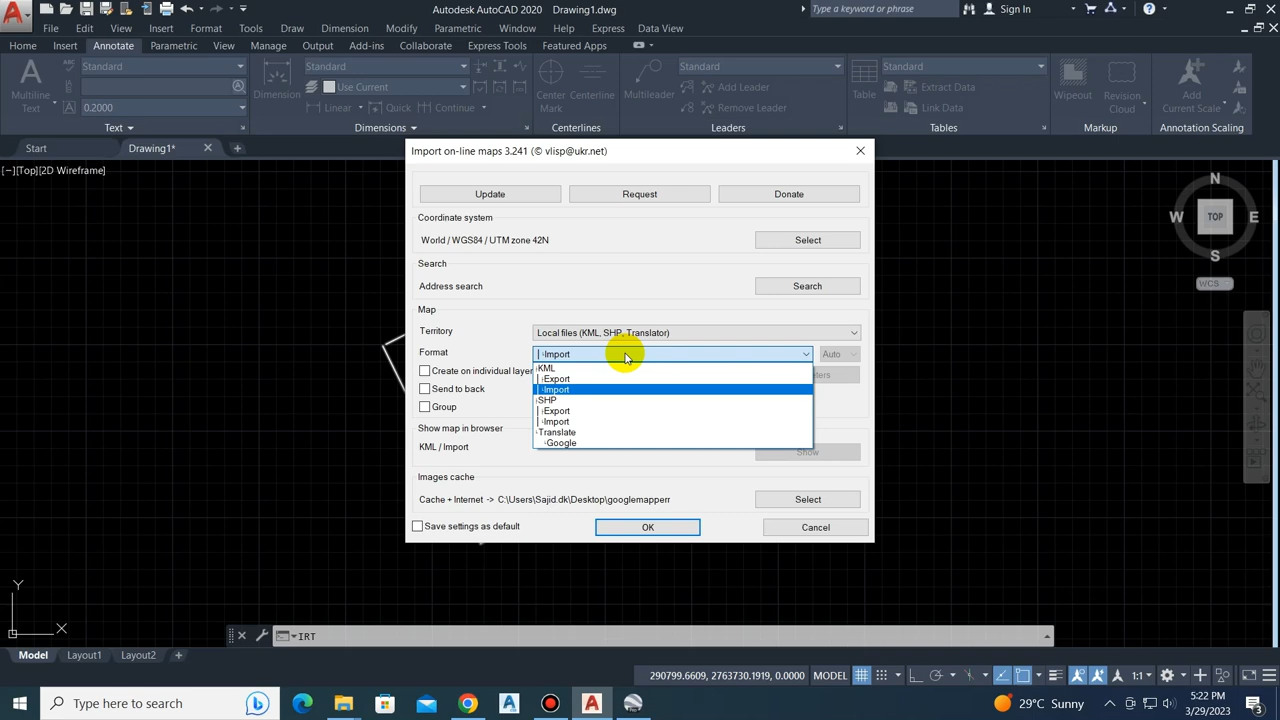 Autodesk AutoCAD 2020 Drawing1.dwg
Type a keyword or phrase
Sign In
File Edit View Insert Format Tools Draw Dimension Modify Parametric Window Help Express Data View
Home Insert Annotate Parametric View Manage Output Add-ins Collaborate Express Tools Featured Apps
Standard
Standard
Standard
Standard
Use Current
Add Leader
Extract Data
Multiline
Text
Dimension
Center
Mark
Centerline
Multileader
Table
Wipeout
Revision
Cloud
Add
Current Scale
0.2000
Linear
Quick
Continue
Remove Leader
Link Data
Text
Dimensions
Centerlines
Leaders
Tables
Markup
Annotation Scaling
Start
Drawing1*
[−][Top][2D Wireframe]
Import on-line maps 3.241 (© vlisp@ukr.net)
Update
Request
Donate
Coordinate system
World / WGS84 / UTM zone 42N
Select
Search
Address search
Search
Map
Territory
Local files (KML, SHP, Translator)
Format
Import
Auto
KML
Export
Import
SHP
Export
Import
Translate
Google
Create on individual layer
Send to back
Group
Show map in browser
KML / Import
Show
Images cache
Cache + Internet -> C:\Users\Sajid.dk\Desktop\googlemapperr
Select
Save settings as default
OK
Cancel
N
W
TOP
E
S
WCS
Y
X
IRT
Model Layout1 Layout2
290799.6609, 2763730.1919, 0.0000
MODEL
1:1
Type here to search
29°C Sunny
5:22 PM
3/29/2023